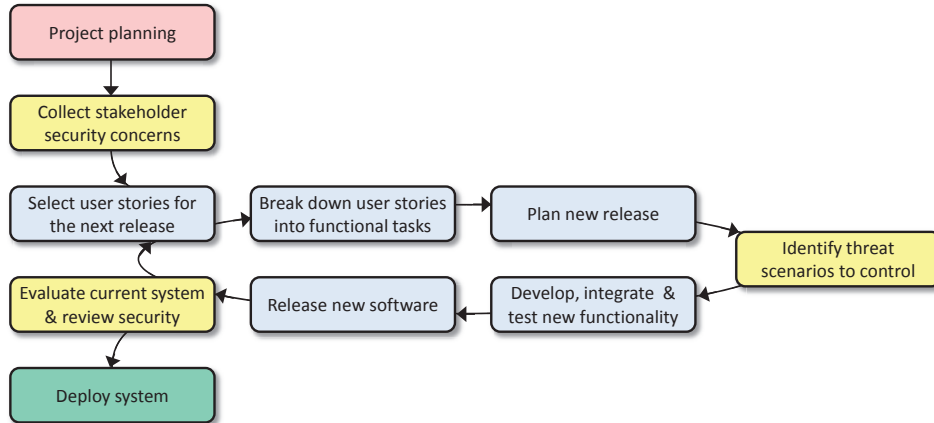 Project planning
Collect stakeholder
security concerns
Select user stories for
the next release
Break down user stories
into functional tasks
Plan new release
Identify threat
scenarios to control
Develop, integrate &
test new functionality
Release new software
Evaluate current system
& review security
Deploy system